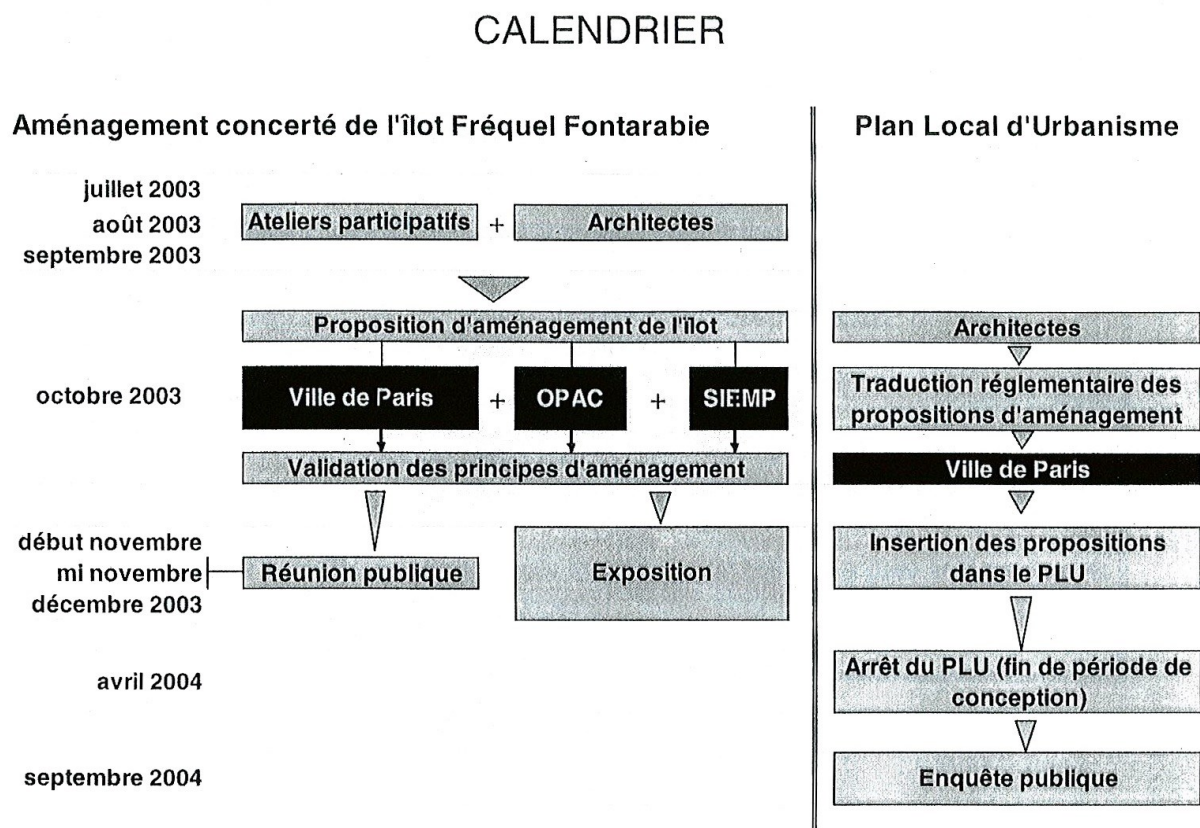 CALENDRIER
Aménagement concerté de l'îlot Fréquel Fontarabie
juillet 2003
août 2003
septembre 2003
Ateliers participatifs + Architectes
Proposition d'aménagement de l'îlot
octobre 2003
Ville de Paris + OPAC + SIEMP
Validation des principes d'aménagement
début novembre
mi novembre
décembre 2003
Réunion publique
Exposition
avril 2004
septembre 2004
Plan Local d'Urbanisme
Architectes
Traduction réglementaire des
propositions d'aménagement
Ville de Paris
Insertion des propositions
dans le PLU
Arrêt du PLU (fin de période de
conception)
Enquête publique